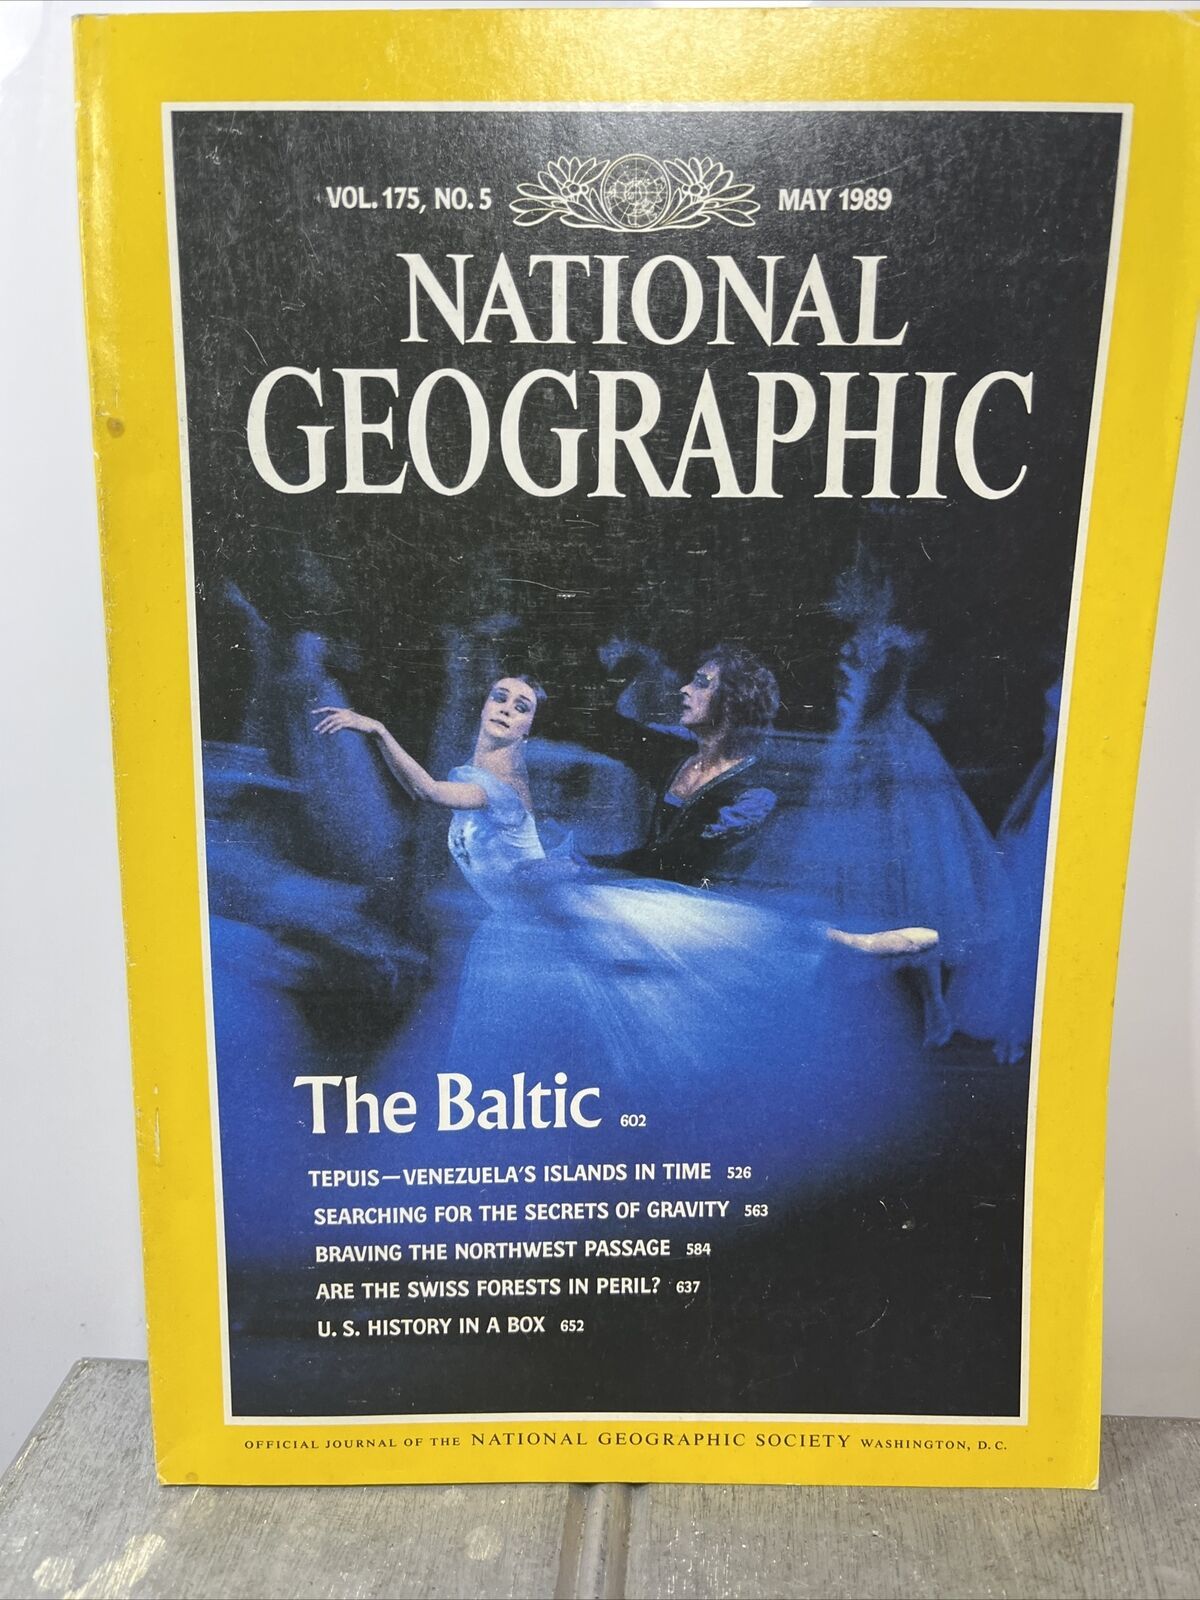 VOL. 175, NO. 5 MAY 1989
NATIONAL
GEOGRAPHIC
The Baltic 602
TEPUIS—VENEZUELA'S ISLANDS IN TIME 526
SEARCHING FOR THE SECRETS OF GRAVITY 563
BRAVING THE NORTHWEST PASSAGE 584
ARE THE SWISS FORESTS IN PERIL? 637
U. S. HISTORY IN A BOX 652
OFFICIAL JOURNAL OF THE NATIONAL GEOGRAPHIC SOCIETY WASHINGTON, D. C.